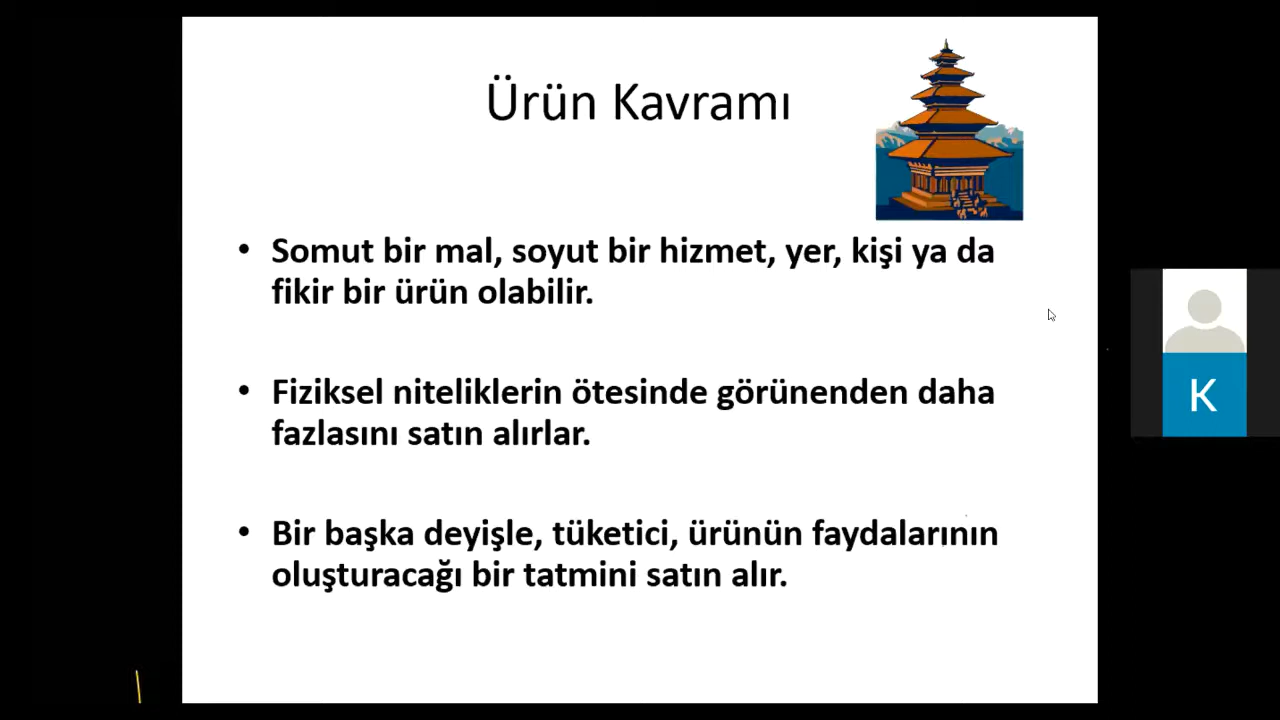 Ürün Kavramı
• Somut bir mal, soyut bir hizmet, yer, kişi ya da
fikir bir ürün olabilir.
• Fiziksel niteliklerin ötesinde görünenden daha
fazlasını satın alırlar.
• Bir başka deyişle, tüketici, ürünün faydalarının
oluşturacağı bir tatmini satın alır.
K